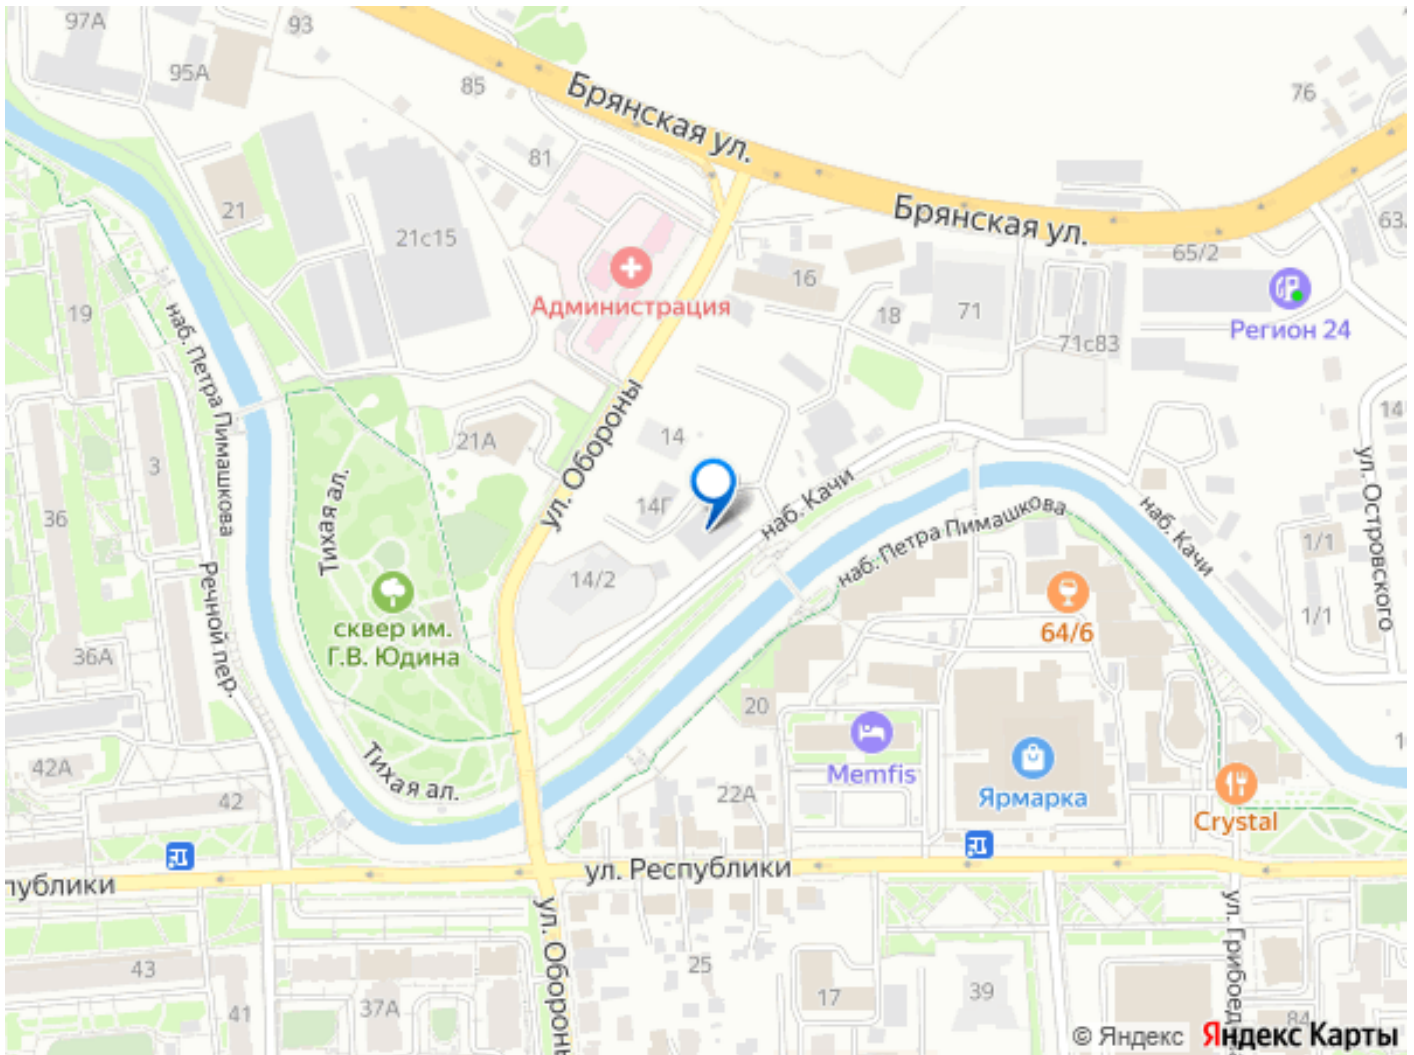 97А
93
95А
85
76
Брянская ул.
81
21
63
Брянская ул.
21с15
65/2
16
Администрация
19
18
71
Регион 24
71с83
наб. Петра Пимашкова
ул. Обороны
14
14
21А
3
Тихая ал.
наб. Качи
ул. Островского
36
14Г
наб. Петра Пимашкова
наб. Качи
1/1
14/2
Речной пер.
1/1
сквер им.
Г.В. Юдина
64/6
36А
20
Тихая ал.
Memfis
42А
Ярмарка
42
22А
Crystal
публики
ул. Республики
ул. Обороны
ул. Грибоед
43
25
37А
17
39
41
84
© Яндекс Яндекс Карты